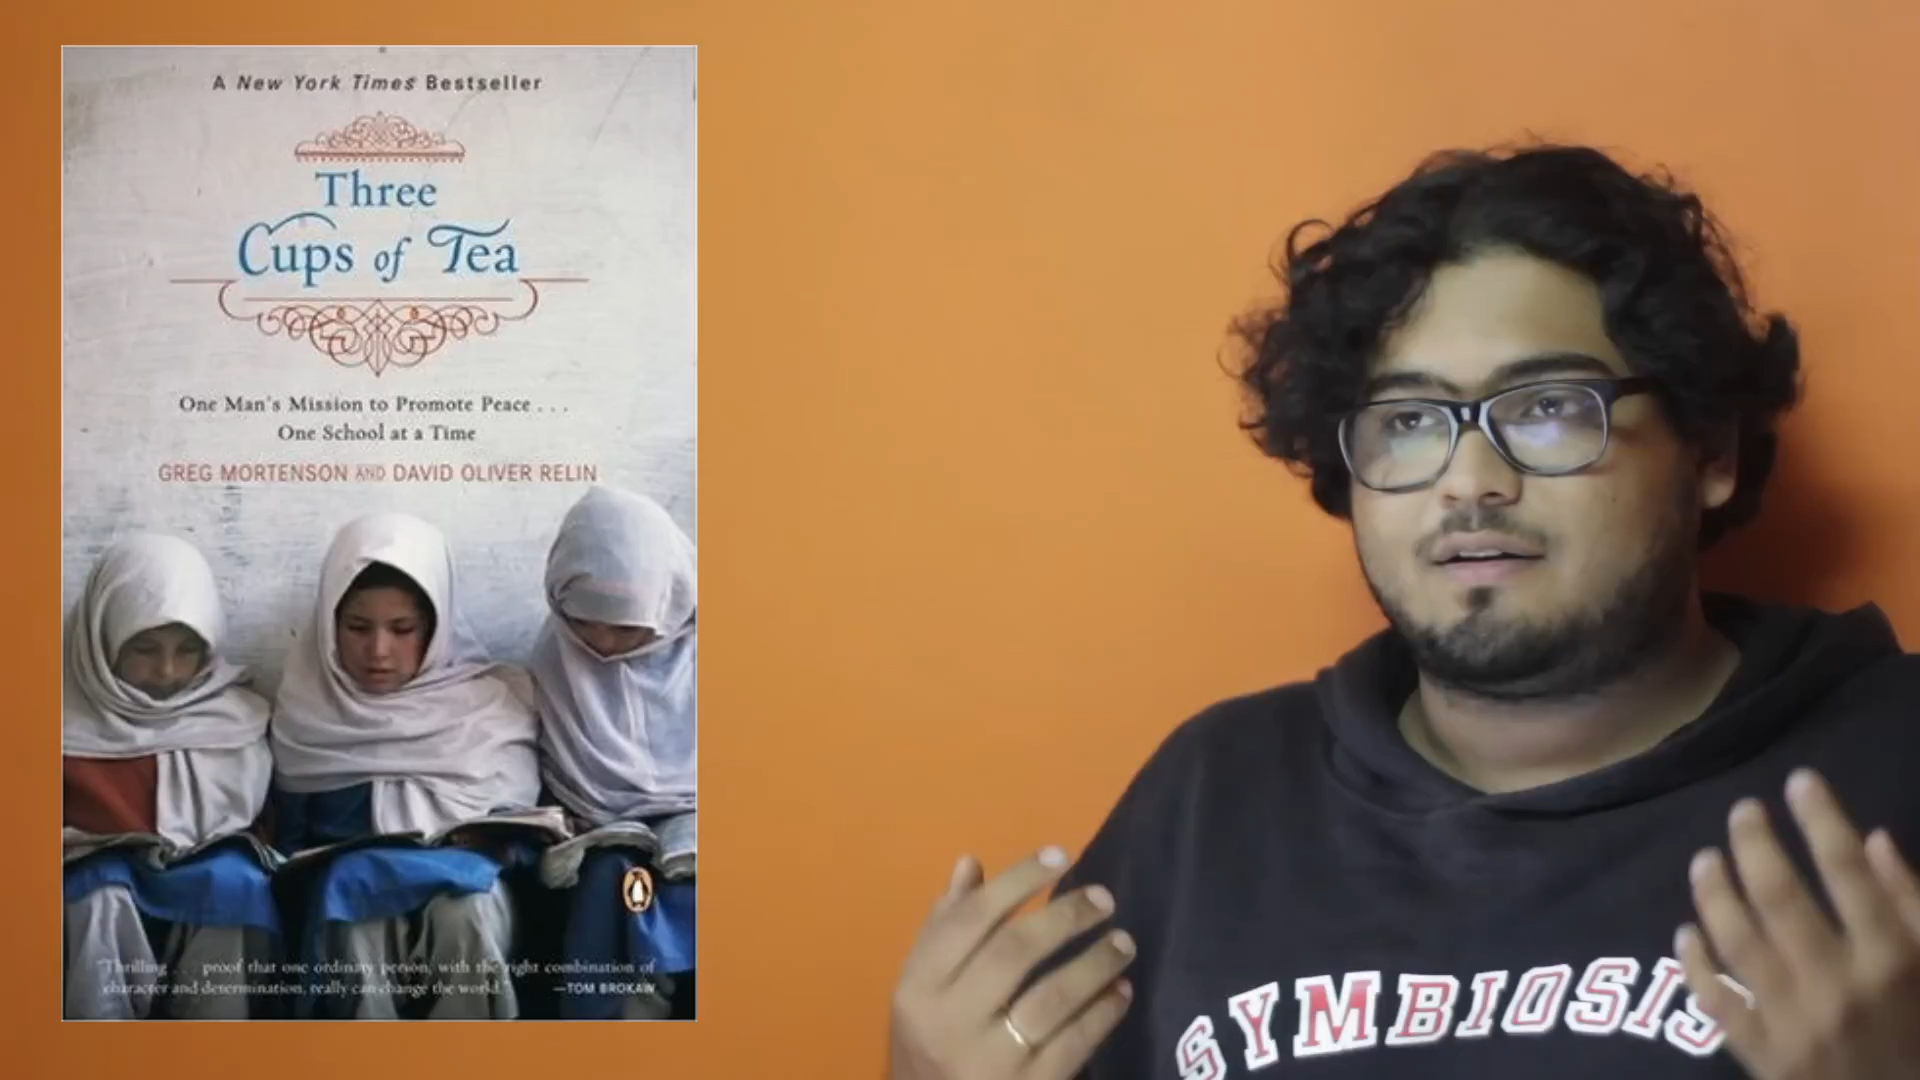 A New York Times Bestseller
Three
Cups of Tea
One Man's Mission to Promote Peace . . .
One School at a Time
GREG MORTENSON AND DAVID OLIVER RELIN
"Thrilling . . . proof that one ordinary person, with the right combination of
character and determination, really can change the world."
—TOM BROKAW
SYMBIOSIS